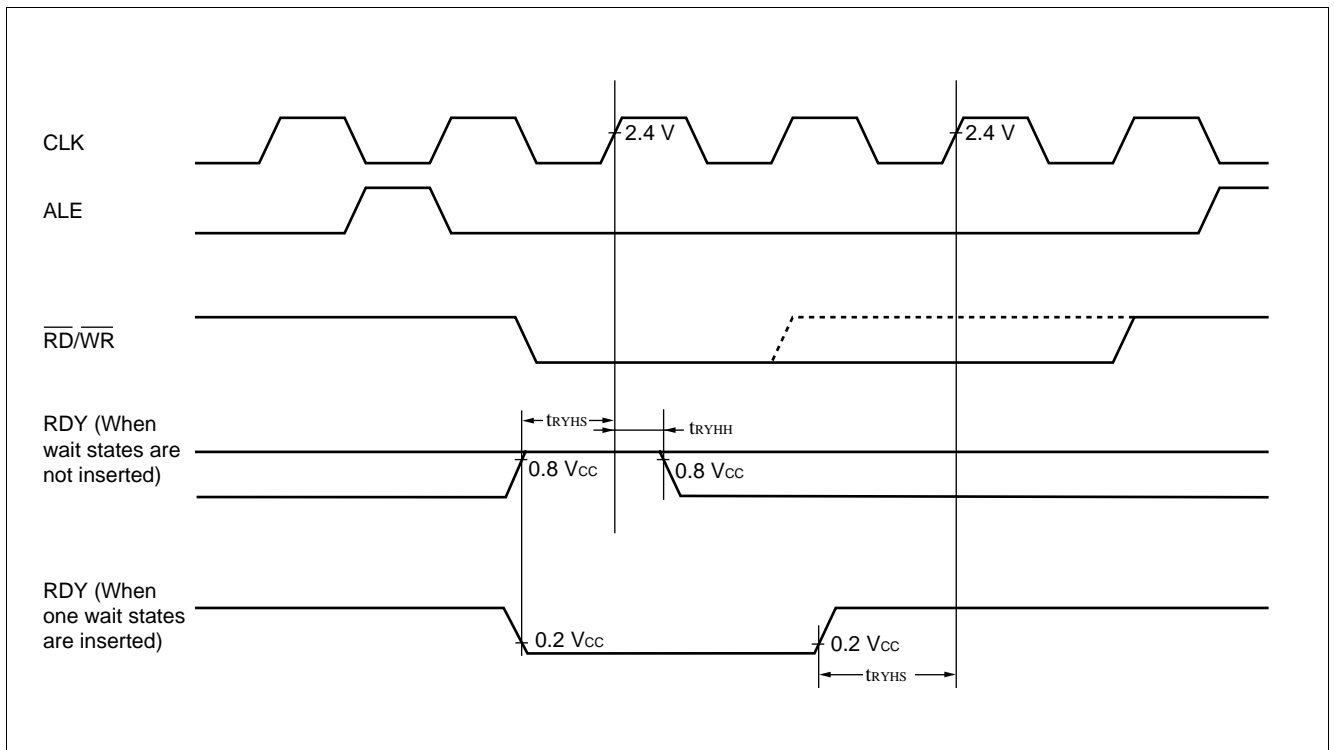 CLK
2.4 V
2.4 V
ALE
RD/WR
RDY (When
wait states are
not inserted)
tRYHS
tRYHH
0.8 VCC
0.8 VCC
RDY (When
one wait states
are inserted)
0.2 VCC
0.2 VCC
tRYHS